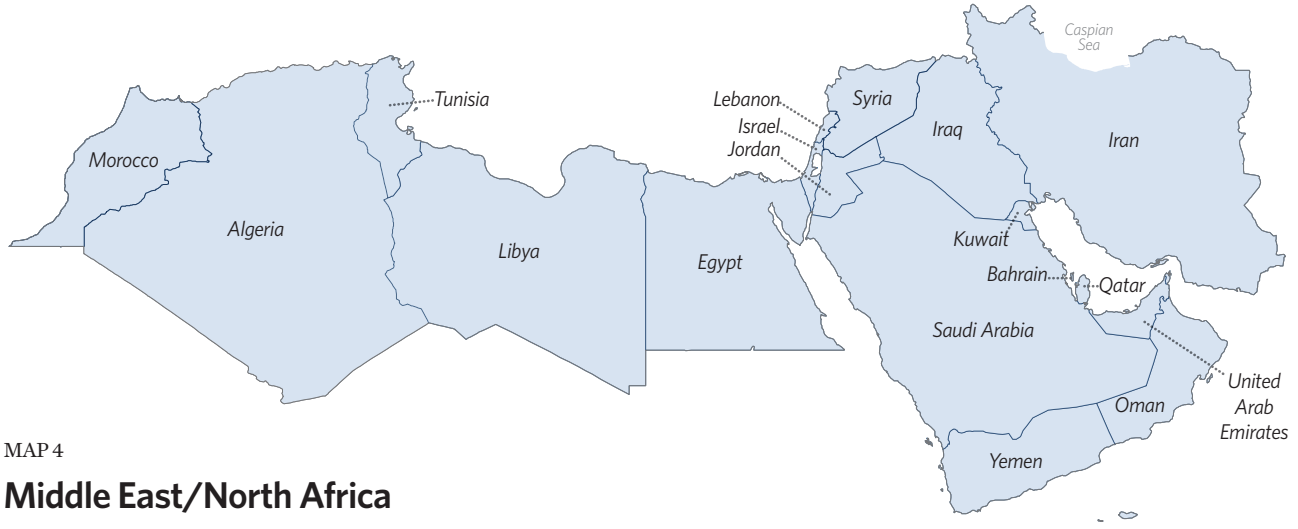 Caspian
Sea
Tunisia
Lebanon
Syria
Israel
Iraq
Jordan
Iran
Morocco
Algeria
Libya
Egypt
Kuwait
Bahrain
Qatar
Saudi Arabia
United
Arab
Emirates
Oman
Yemen
MAP 4
Middle East/North Africa